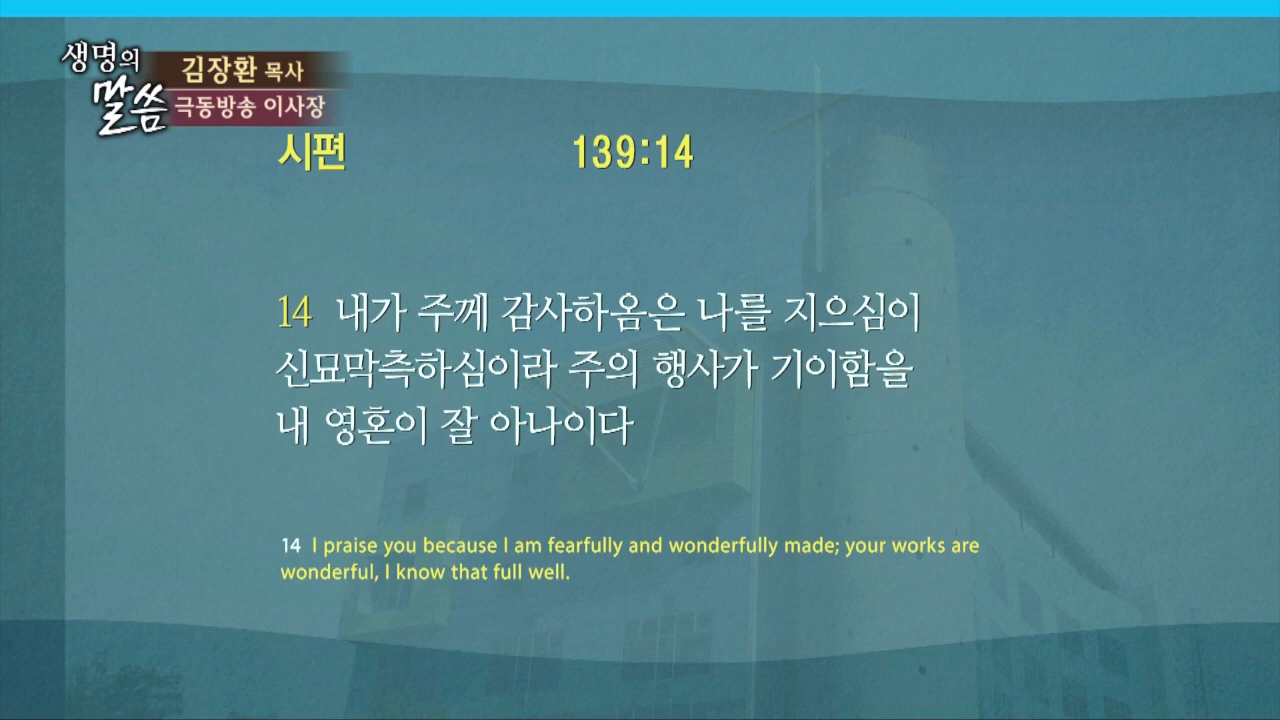 생명의 말씀
김장환 목사
극동방송 이사장
시편 139:14
14 내가 주께 감사하옴은 나를 지으심이
신묘막측하심이라 주의 행사가 기이함을
내 영혼이 잘 아나이다
14 I praise you because I am fearfully and wonderfully made; your works are
wonderful, I know that full well.